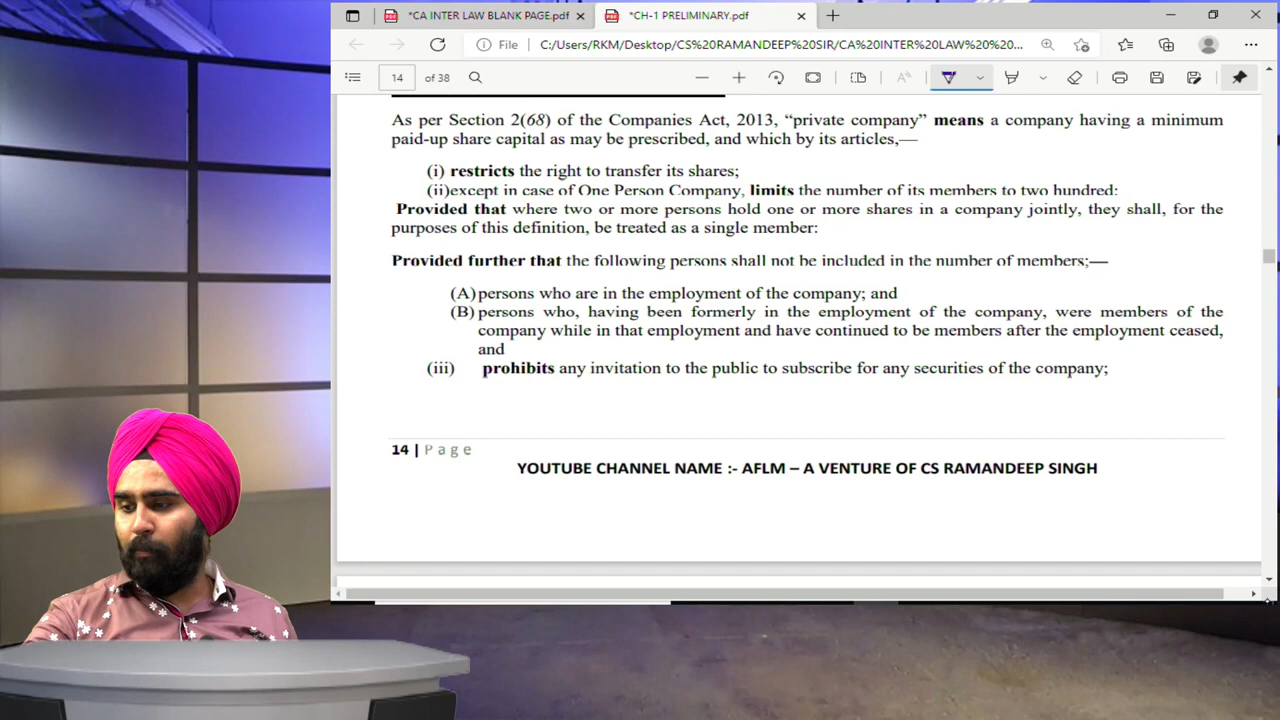 *CA INTER LAW BLANK PAGE.pdf
*CH-1 PRELIMINARY.pdf
File
C:/Users/RKM/Desktop/CS%20RAMANDEEP%20SIR/CA%20INTER%20LAW%20%20...
14 of 38
As per Section 2(68) of the Companies Act, 2013, “private company” means a company having a minimum
paid-up share capital as may be prescribed, and which by its articles,—
(i) restricts the right to transfer its shares;
(ii)except in case of One Person Company, limits the number of its members to two hundred:
Provided that where two or more persons hold one or more shares in a company jointly, they shall, for the
purposes of this definition, be treated as a single member:
Provided further that the following persons shall not be included in the number of members;—
(A) persons who are in the employment of the company; and
(B) persons who, having been formerly in the employment of the company, were members of the
company while in that employment and have continued to be members after the employment ceased,
and
(iii) prohibits any invitation to the public to subscribe for any securities of the company;
14 | Page
YOUTUBE CHANNEL NAME :- AFLM – A VENTURE OF CS RAMANDEEP SINGH